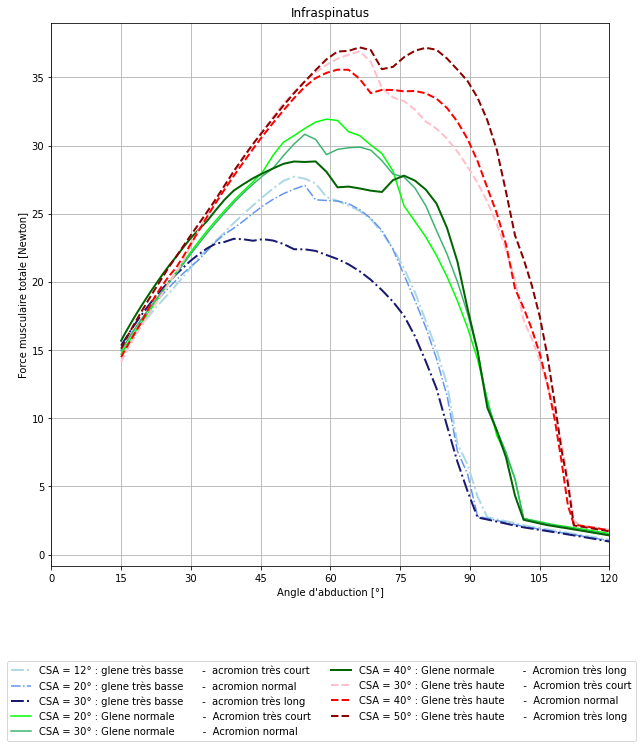 Infraspinatus
Force musculaire totale [Newton]
35
30
25
20
15
10
5
0
0 15 30 45 60 75 90 105 120
Angle d'abduction [°]
CSA = 12° : glene très basse - acromion très court
CSA = 20° : glene très basse - acromion normal
CSA = 30° : glene très basse - acromion très long
CSA = 20° : Glene normale - Acromion très court
CSA = 30° : Glene normale - Acromion normal
CSA = 40° : Glene normale - Acromion très long
CSA = 30° : Glene très haute - Acromion très court
CSA = 40° : Glene très haute - Acromion normal
CSA = 50° : Glene très haute - Acromion très long